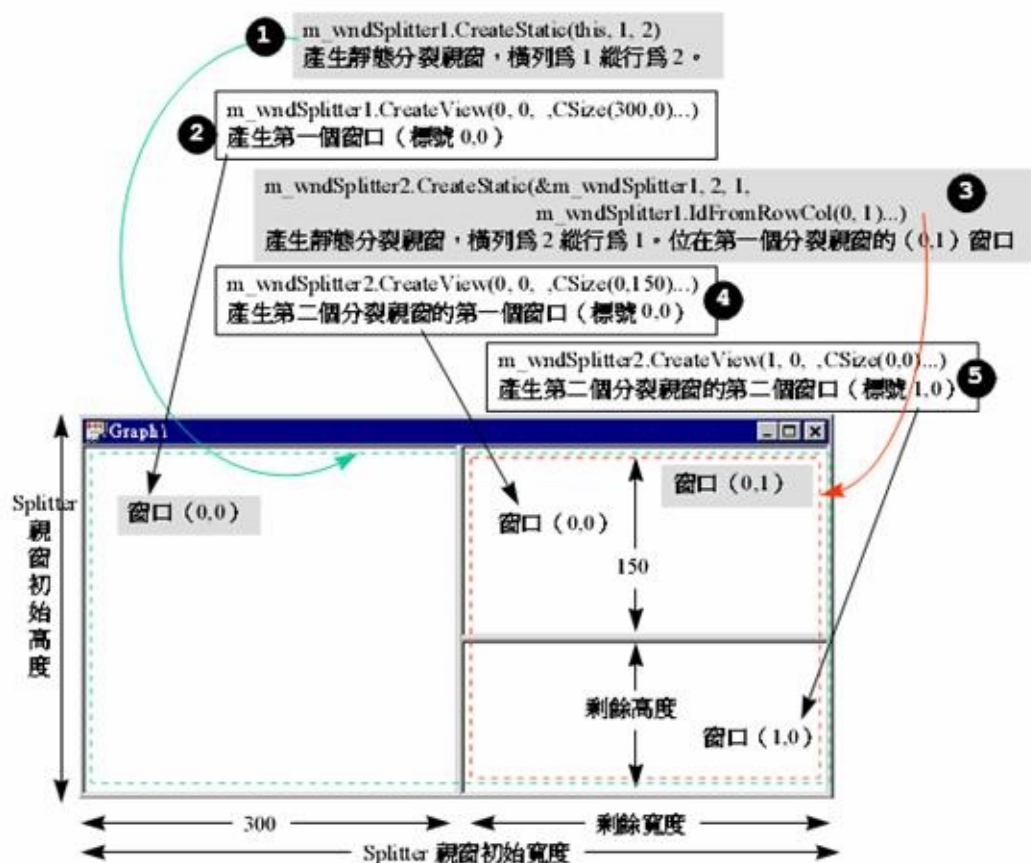 1
m_wndSplitter1.CreateStatic(this, 1, 2)
產生靜態分裂視窗，橫列爲 1 縱行爲 2。
2
m_wndSplitter1.CreateView(0, 0, ,CSize(300,0)...)
產生第一個窗口（標號 0,0）
3
m_wndSplitter2.CreateStatic(&m_wndSplitter1, 2, 1,
m_wndSplitter1.IdFromRowCol(0, 1)...)
產生靜態分裂視窗，橫列爲 2 縱行爲 1。位在第一個分裂視窗的（0,1）窗口
m_wndSplitter2.CreateView(0, 0, ,CSize(0,150)...)
產生第二個分裂視窗的第一個窗口（標號 0,0）
4
m_wndSplitter2.CreateView(1, 0, ,CSize(0,0)...)
產生第二個分裂視窗的第二個窗口（標號 1,0）
5
Graph1
Splitter
視窗初始高度
窗口（0,0）
窗口（0,1）
窗口（0,0）
150
剩餘高度
窗口（1,0）
300
剩餘寬度
Splitter 視窗初始寬度